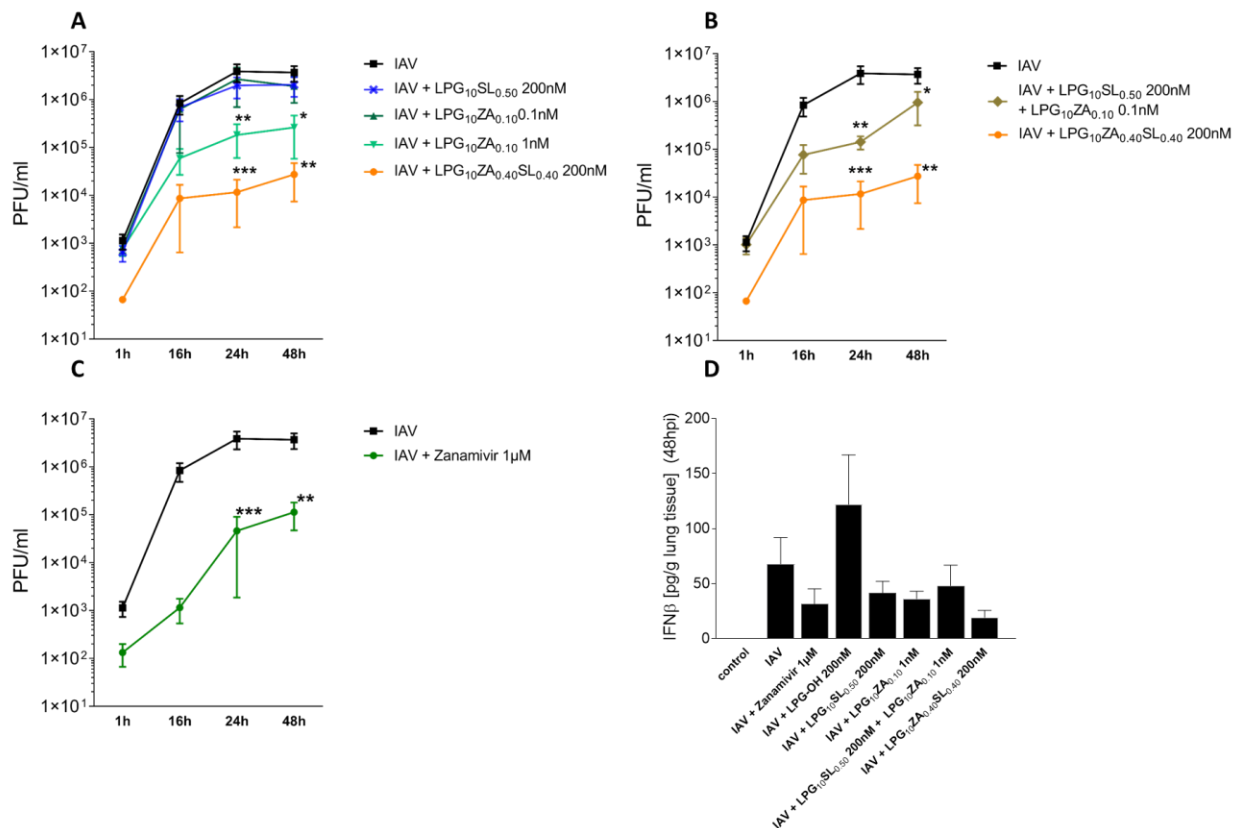 A
1×10⁷
1×10⁶
1×10⁵
1×10⁴
1×10³
1×10²
1×10¹
PFU/ml
1h 16h 24h 48h
** *
*** **
IAV
IAV + LPG₁₀SL₀.₅₀ 200nM
IAV + LPG₁₀ZA₀.₁₀0.1nM
IAV + LPG₁₀ZA₀.₁₀ 1nM
IAV + LPG₁₀ZA₀.₄₀SL₀.₄₀ 200nM
B
1×10⁷
1×10⁶
1×10⁵
1×10⁴
1×10³
1×10²
1×10¹
PFU/ml
1h 16h 24h 48h
** *
*** **
IAV
IAV + LPG₁₀SL₀.₅₀ 200nM
+ LPG₁₀ZA₀.₁₀ 0.1nM
IAV + LPG₁₀ZA₀.₄₀SL₀.₄₀ 200nM
C
1×10⁷
1×10⁶
1×10⁵
1×10⁴
1×10³
1×10²
1×10¹
PFU/ml
1h 16h 24h 48h
*** **
IAV
IAV + Zanamivir 1µM
D
200
150
100
50
0
IFNβ [pg/g lung tissue] (48hpi)
control
IAV
IAV + Zanamivir 1µM
IAV + LPG-OH 200nM
IAV + LPG₁₀SL₀.₅₀ 200nM
IAV + LPG₁₀ZA₀.₁₀ 1nM
IAV + LPG₁₀SL₀.₅₀ 200nM + LPG₁₀ZA₀.₁₀ 1nM
IAV + LPG₁₀ZA₀.₄₀SL₀.₄₀ 200nM